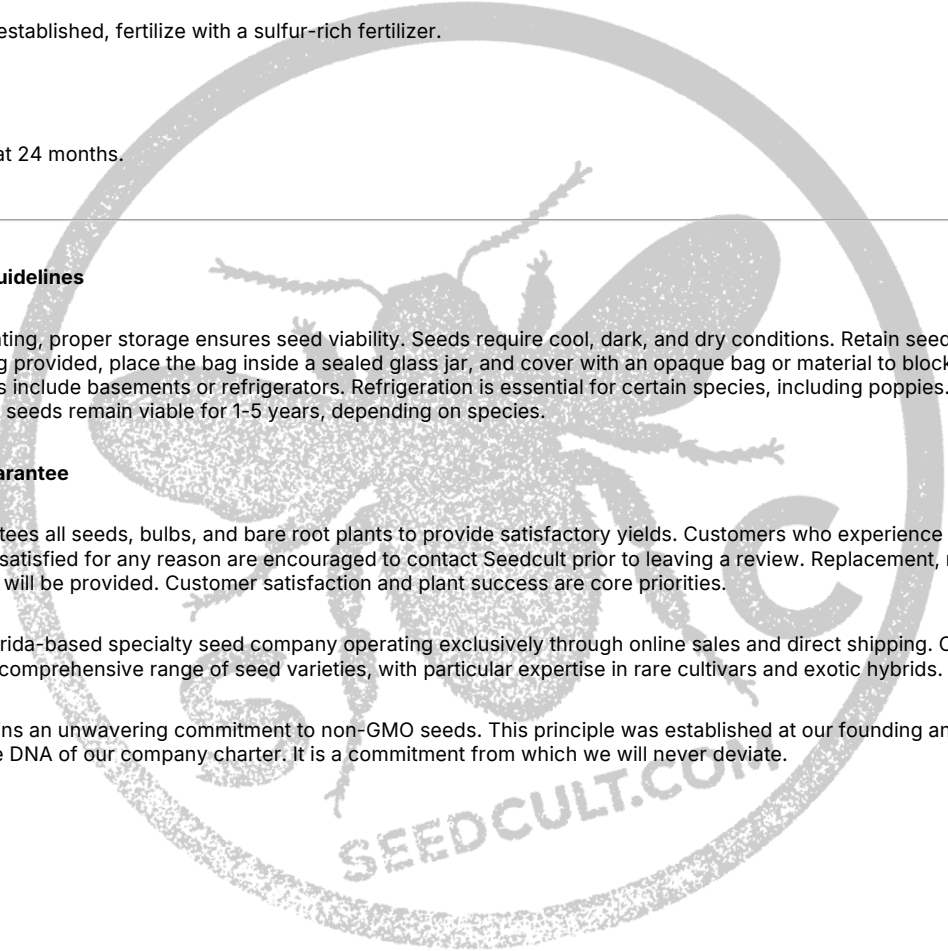 established, fertilize with a sulfur-rich fertilizer.
at 24 months.
uidelines
ting, proper storage ensures seed viability. Seeds require cool, dark, and dry conditions. Retain seed
g provided, place the bag inside a sealed glass jar, and cover with an opaque bag or material to block
s include basements or refrigerators. Refrigeration is essential for certain species, including poppies.
seeds remain viable for 1-5 years, depending on species.
arantee
tees all seeds, bulbs, and bare root plants to provide satisfactory yields. Customers who experience
satisfied for any reason are encouraged to contact Seedcult prior to leaving a review. Replacement,
will be provided. Customer satisfaction and plant success are core priorities.
rida-based specialty seed company operating exclusively through online sales and direct shipping.
comprehensive range of seed varieties, with particular expertise in rare cultivars and exotic hybrids.
ns an unwavering commitment to non-GMO seeds. This principle was established at our founding an
e DNA of our company charter. It is a commitment from which we will never deviate.
S C
SEEDCULT.COM